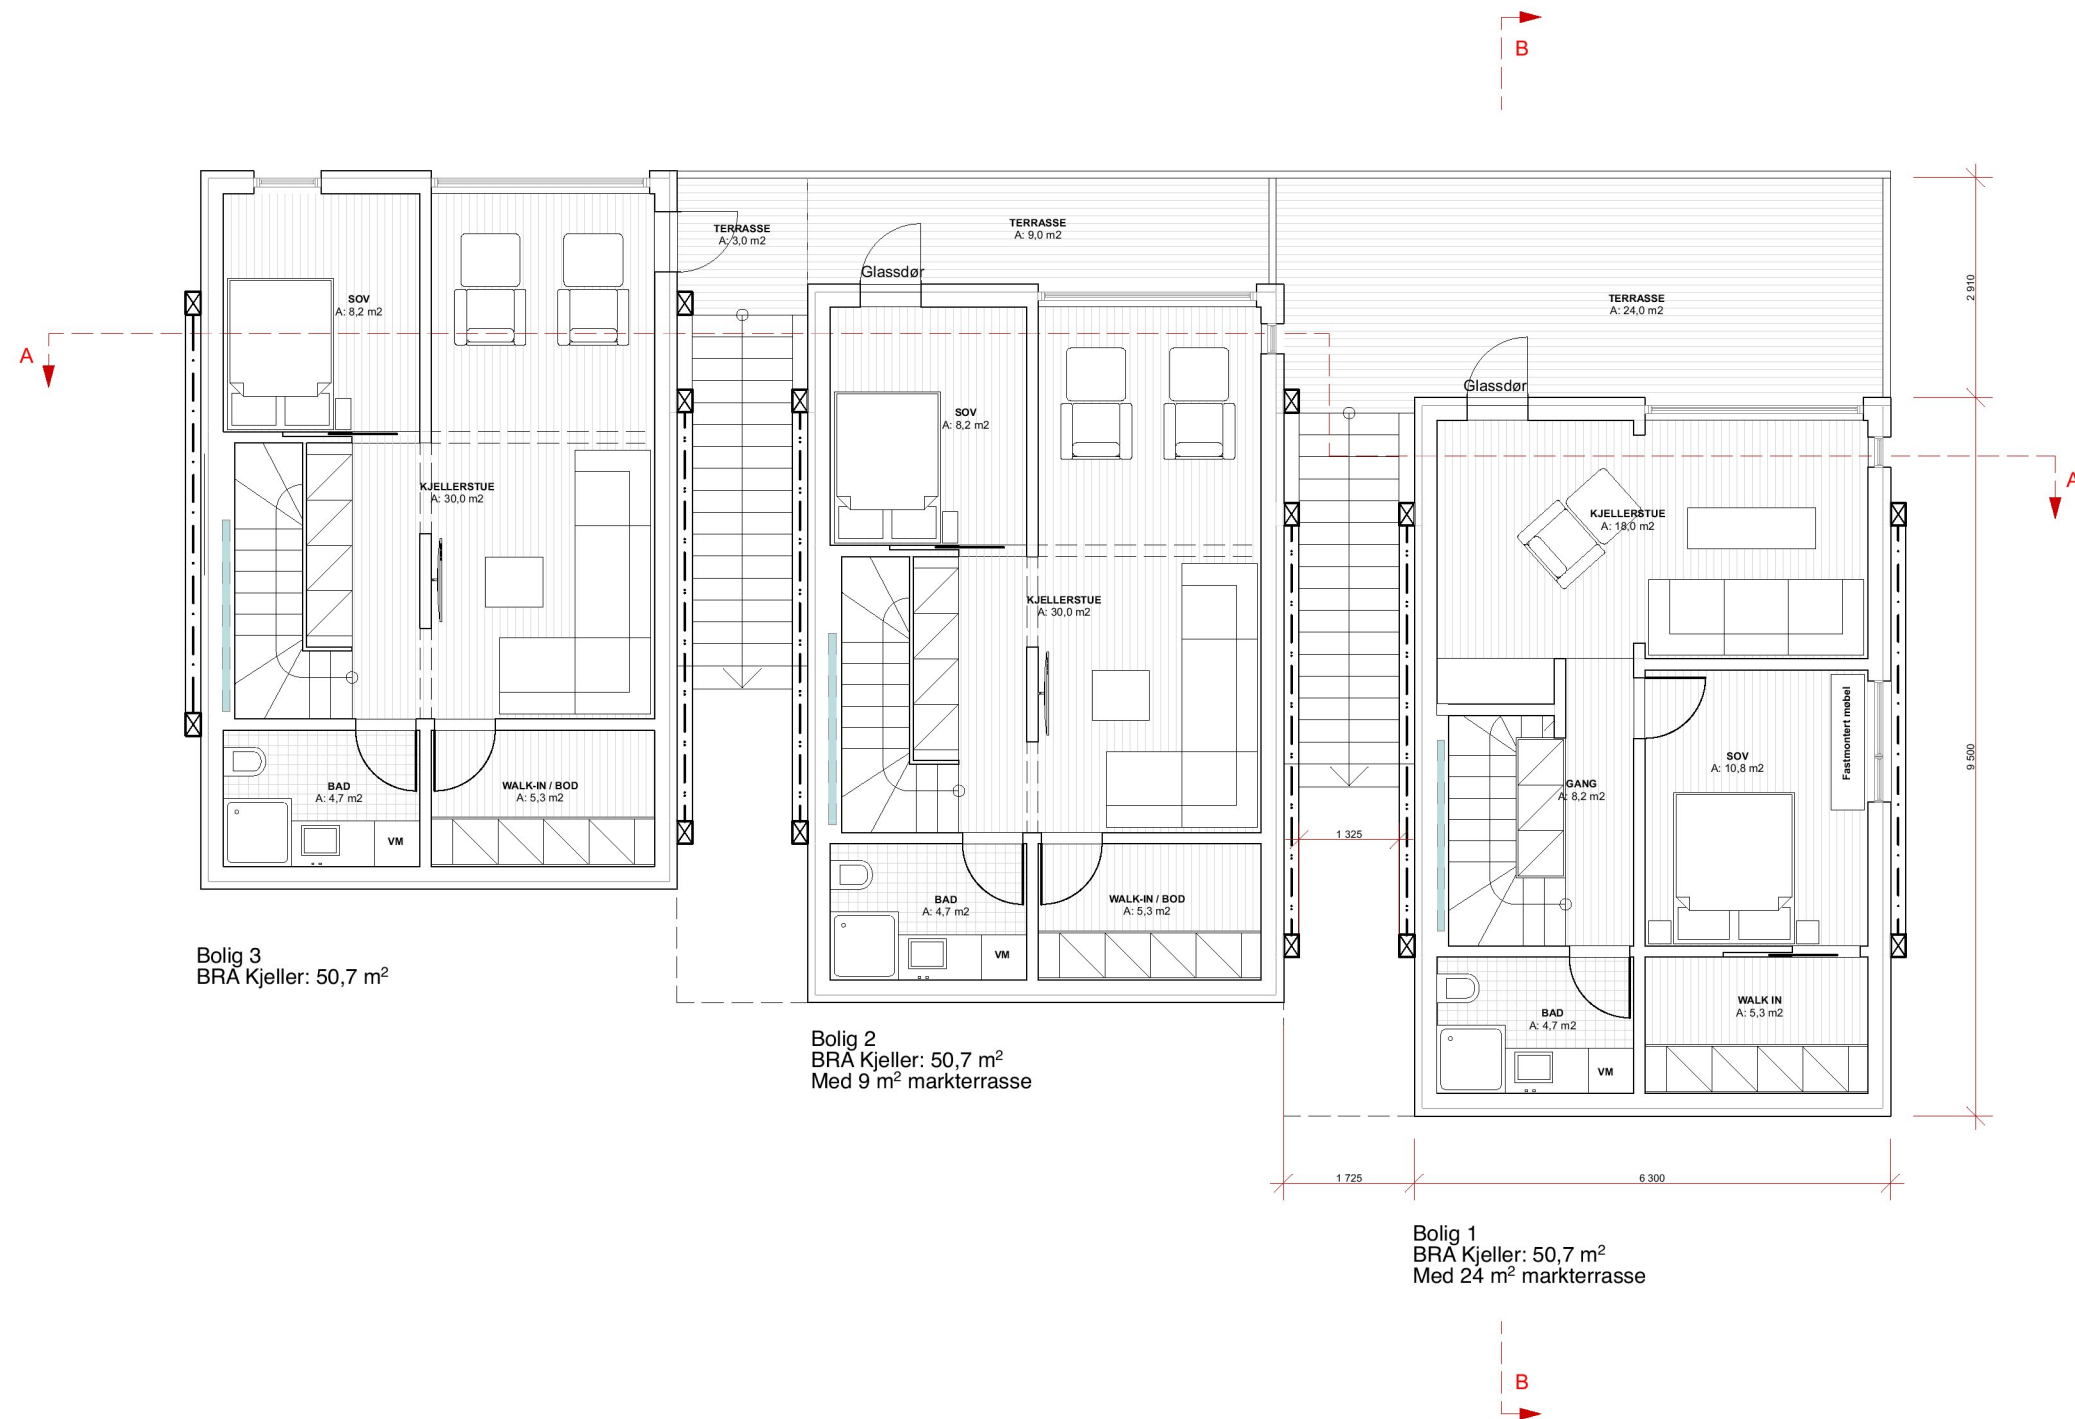 B
TERRASSE
A: 3,0 m2
TERRASSE
A: 9,0 m2
Glassdør
TERRASSE
A: 24,0 m2
2 910
SOV
A: 8,2 m2
A
Glassdør
SOV
A: 8,2 m2
A
KJELLERSTUE
A: 30,0 m2
KJELLERSTUE
A: 18,0 m2
KJELLERSTUE
A: 30,0 m2
Fastmontert møbel
9 500
SOV
A: 10,8 m2
GANG
A: 8,2 m2
BAD
A: 4,7 m2
WALK-IN / BOD
A: 5,3 m2
VM
1 325
BAD
A: 4,7 m2
WALK-IN / BOD
A: 5,3 m2
VM
Bolig 3
BRA Kjeller: 50,7 m²
BAD
A: 4,7 m2
WALK IN
A: 5,3 m2
VM
Bolig 2
BRA Kjeller: 50,7 m²
Med 9 m² markterrasse
1 725
6 300
Bolig 1
BRA Kjeller: 50,7 m²
Med 24 m² markterrasse
B